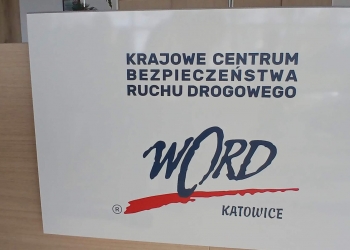 KRAJOWE CENTRUM
BEZPIECZEŃSTWA
RUCHU DROGOWEGO
WORD
® KATOWICE